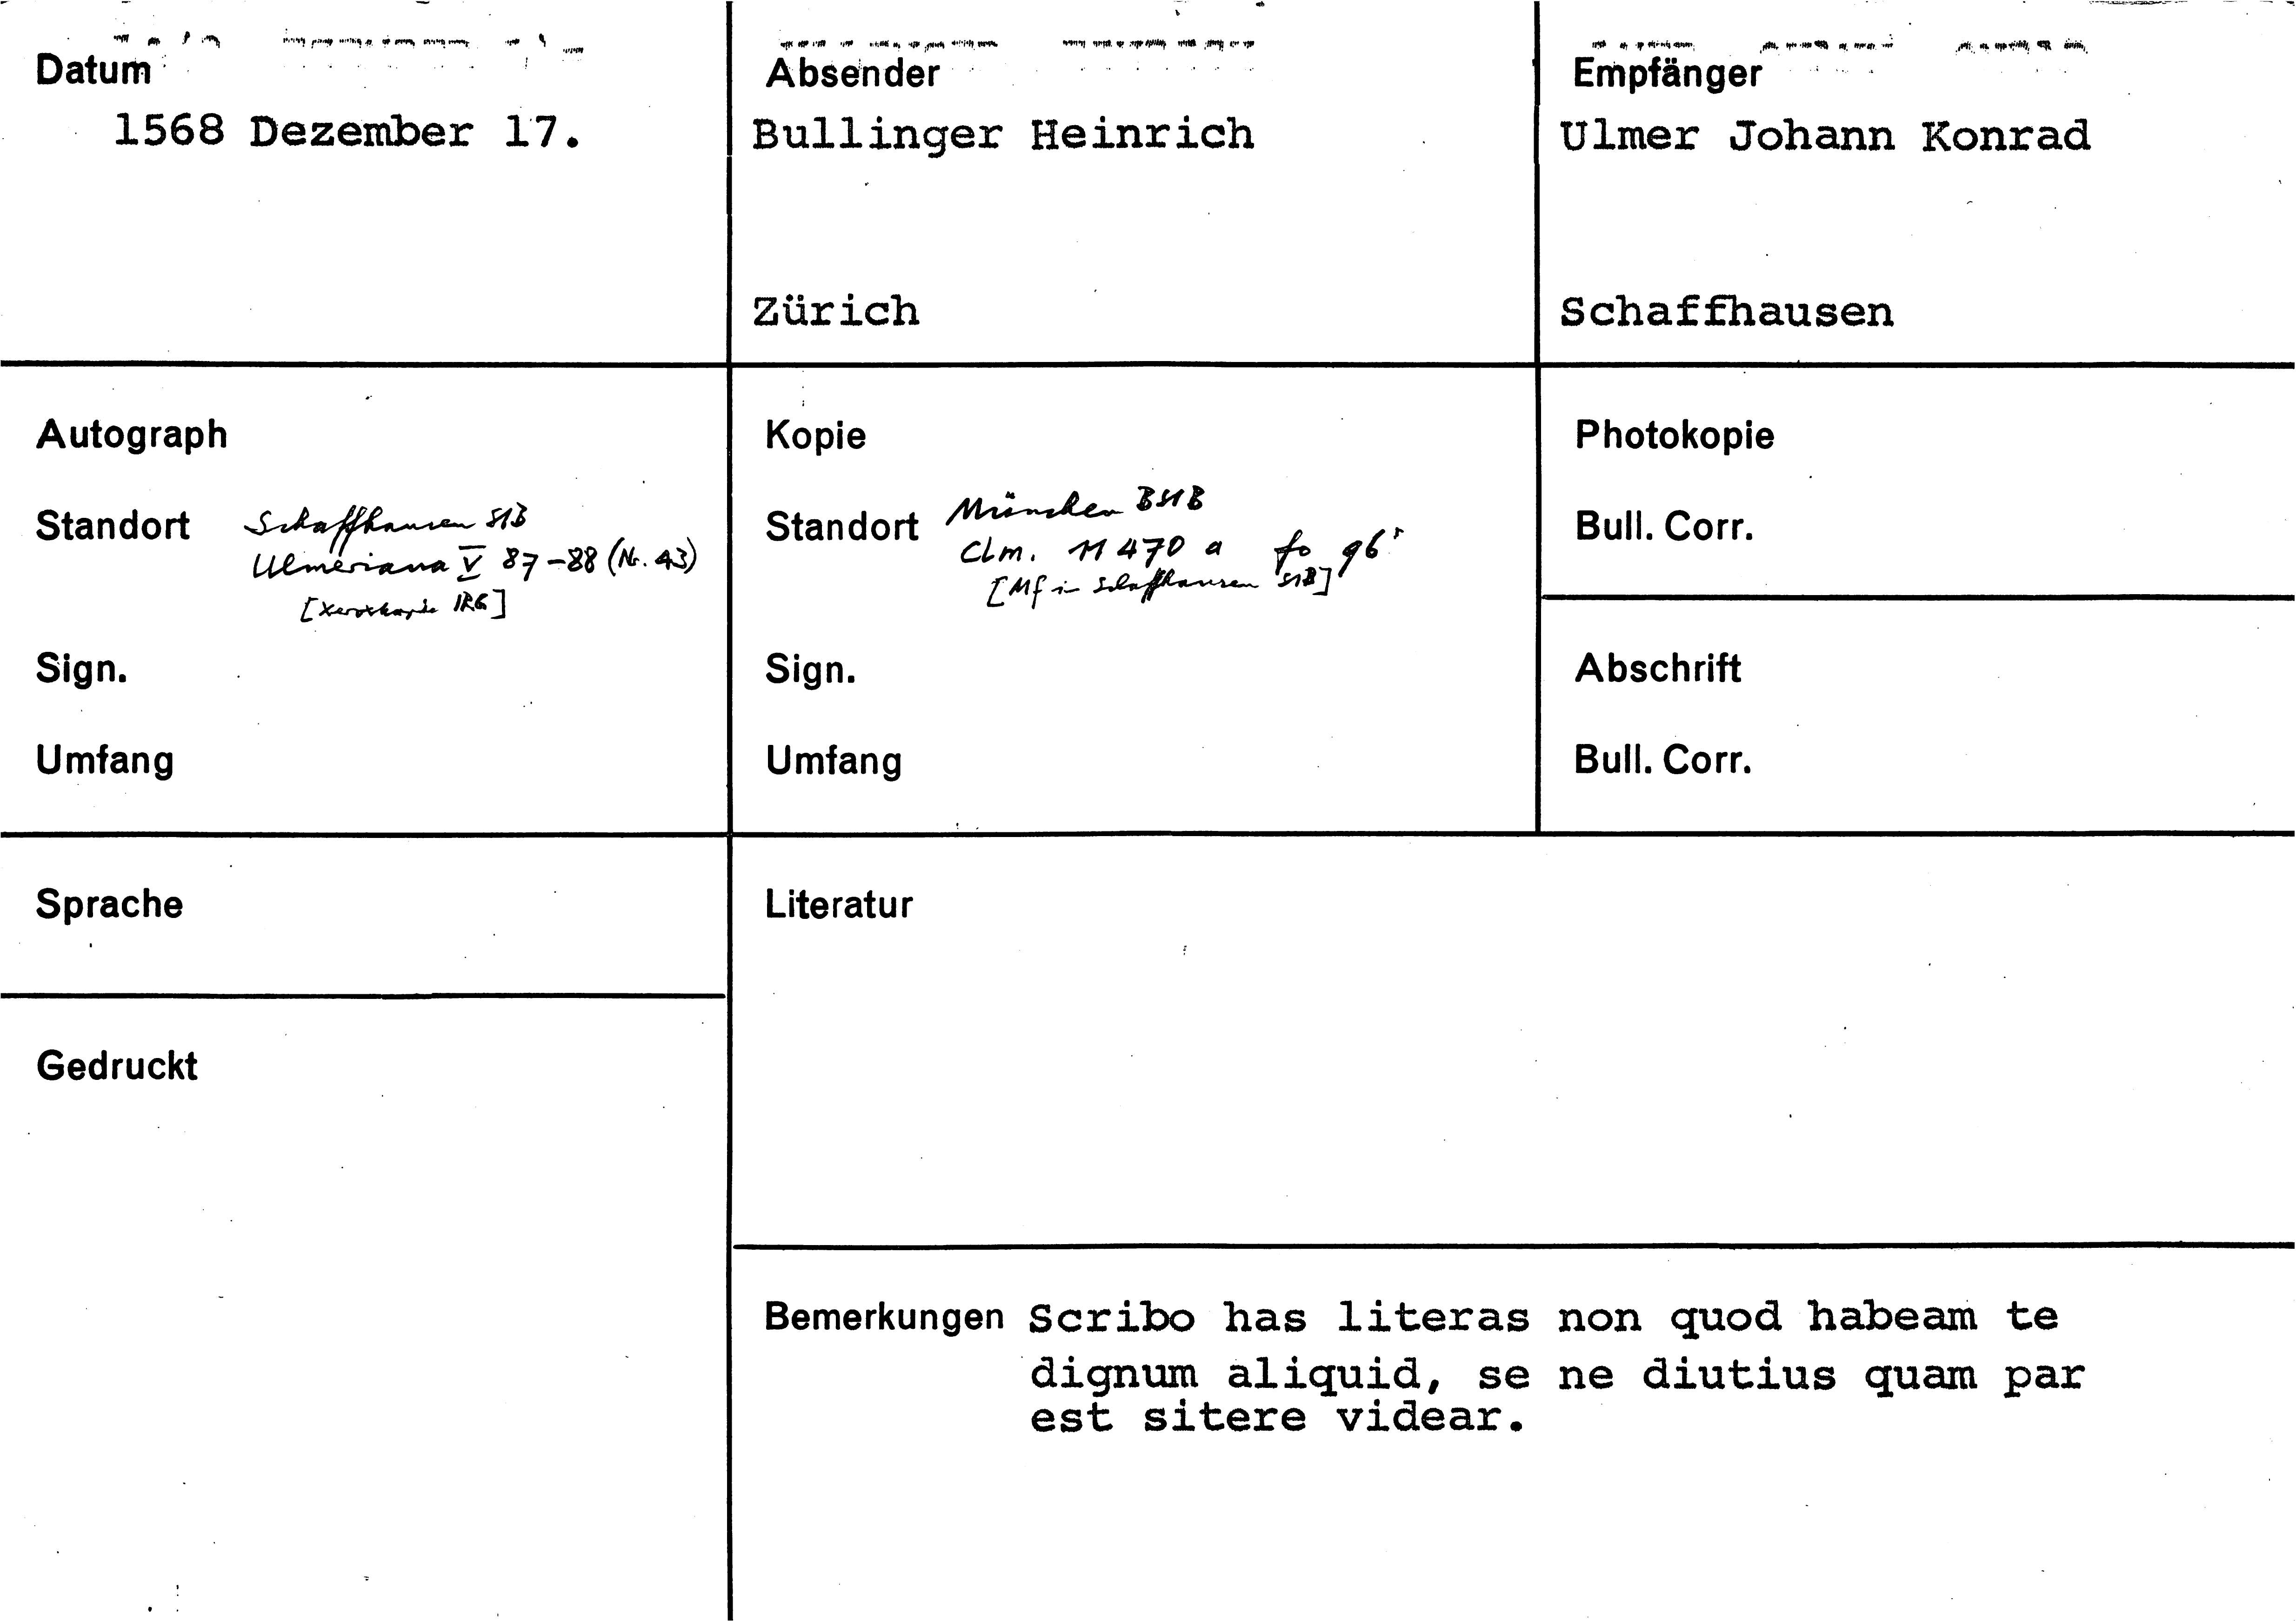 Datum
1568 Dezember 17.
Absender
Bullinger Heinrich
Zürich
Empfänger
Ulmer Johann Konrad
Schaffhausen
Autograph
Standort Schaffhausen StB
Ulmeriana V 87-88 (Nr. 43)
[Xerokopie IRG]
Sign.
Umfang
Kopie
Standort München BStB
Clm. 11470 a fo 96r
[Mf in Schaffhausen StB]
Sign.
Umfang
Photokopie
Bull. Corr.
Abschrift
Bull. Corr.
Sprache
Gedruckt
Literatur
Bemerkungen Scribo has literas non quod habeam te
dignum aliquid, se ne diutius quam par
est sitere videar.